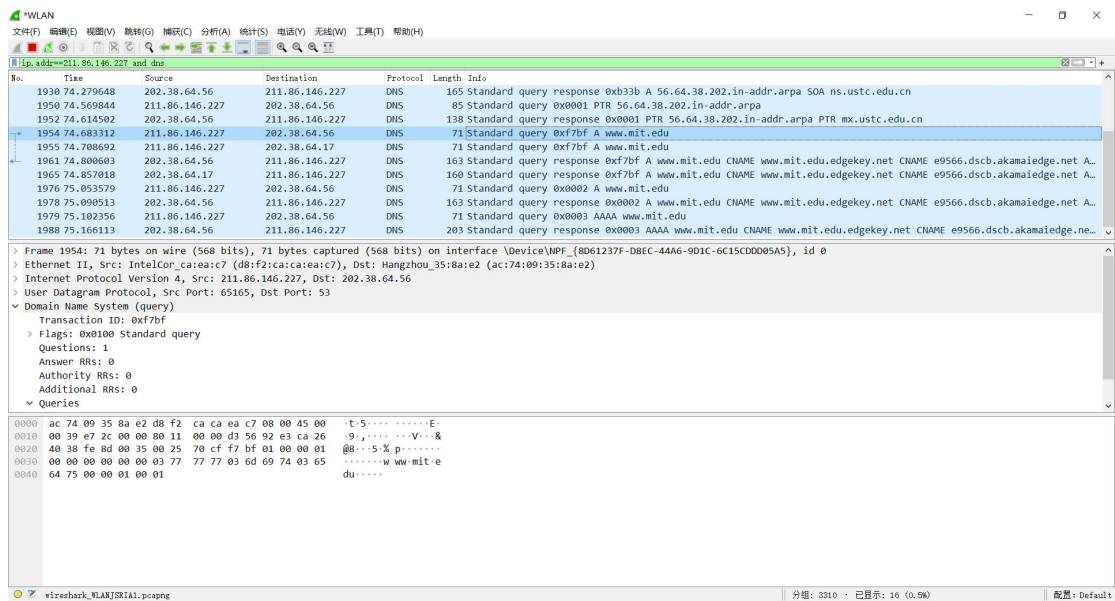 *WLAN
文件(F) 编辑(E) 视图(V) 跳转(G) 捕获(C) 分析(A) 统计(S) 电话(Y) 无线(W) 工具(T) 帮助(H)
ip.addr==211.86.146.227 and dns
No. Time Source Destination Protocol Length Info
1930 74.279648 202.38.64.56 211.86.146.227 DNS 165 Standard query response 0xb33b A 56.64.38.202.in-addr.arpa SOA ns.ustc.edu.cn
1950 74.569844 211.86.146.227 202.38.64.56 DNS 85 Standard query 0x0001 PTR 56.64.38.202.in-addr.arpa
1952 74.614502 202.38.64.56 211.86.146.227 DNS 138 Standard query response 0x0001 PTR 56.64.38.202.in-addr.arpa PTR mx.ustc.edu.cn
1954 74.683312 211.86.146.227 202.38.64.56 DNS 71 Standard query 0xf7bf A www.mit.edu
1955 74.708692 211.86.146.227 202.38.64.17 DNS 71 Standard query 0xf7bf A www.mit.edu
1961 74.800603 202.38.64.56 211.86.146.227 DNS 163 Standard query response 0xf7bf A www.mit.edu CNAME www.mit.edu.edgekey.net CNAME e9566.dscb.akamaiedge.net A…
1965 74.857018 202.38.64.17 211.86.146.227 DNS 160 Standard query response 0xf7bf A www.mit.edu CNAME www.mit.edu.edgekey.net CNAME e9566.dscb.akamaiedge.net A…
1976 75.053579 211.86.146.227 202.38.64.56 DNS 71 Standard query 0x0002 A www.mit.edu
1978 75.090513 202.38.64.56 211.86.146.227 DNS 163 Standard query response 0x0002 A www.mit.edu CNAME www.mit.edu.edgekey.net CNAME e9566.dscb.akamaiedge.net A…
1979 75.102356 211.86.146.227 202.38.64.56 DNS 71 Standard query 0x0003 AAAA www.mit.edu
1988 75.166113 202.38.64.56 211.86.146.227 DNS 203 Standard query response 0x0003 AAAA www.mit.edu CNAME www.mit.edu.edgekey.net CNAME e9566.dscb.akamaiedge.ne…
> Frame 1954: 71 bytes on wire (568 bits), 71 bytes captured (568 bits) on interface \Device\NPF_{8D61237F-D8EC-44A6-9D1C-6C15CDDD05A5}, id 0
> Ethernet II, Src: IntelCor_ca:ea:c7 (d8:f2:ca:ca:ea:c7), Dst: Hangzhou_35:8a:e2 (ac:74:09:35:8a:e2)
> Internet Protocol Version 4, Src: 211.86.146.227, Dst: 202.38.64.56
> User Datagram Protocol, Src Port: 65165, Dst Port: 53
Domain Name System (query)
Transaction ID: 0xf7bf
> Flags: 0x0100 Standard query
Questions: 1
Answer RRs: 0
Authority RRs: 0
Additional RRs: 0
Queries
0000 ac 74 09 35 8a e2 d8 f2 ca ca ea c7 08 00 45 00 ·t·5···· ······E·
0010 00 39 e7 2c 00 00 80 11 00 00 d3 56 92 e3 ca 26 ·9·,···· ···V···&
0020 40 38 fe 8d 00 35 00 25 70 cf f7 bf 01 00 00 01 @8···5·% p·······
0030 00 00 00 00 00 00 03 77 77 77 03 6d 69 74 03 65 ·······w ww·mit·e
0040 64 75 00 00 01 00 01 du·····
wireshark_WLANJSRIA1.pcapng 分组: 3310 · 已显示: 16 (0.5%) 配置: Default